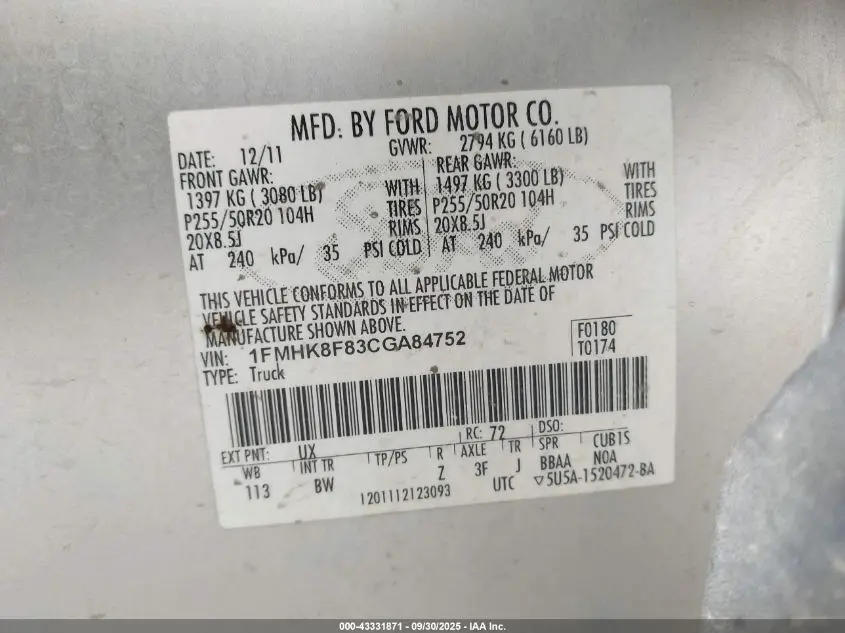 MFD: BY FORD MOTOR CO.
DATE: 12/11 GVWR: 2794 KG ( 6160 LB)
FRONT GAWR: REAR GAWR:
1397 KG ( 3080 LB) WITH 1497 KG ( 3300 LB) WITH
P255/50R20 104H TIRES P255/50R20 104H TIRES
20X8.5J RIMS 20X8.5J RIMS
AT 240 kPa/ 35 PSI COLD AT 240 kPa/ 35 PSI COLD
THIS VEHICLE CONFORMS TO ALL APPLICABLE FEDERAL MOTOR
VEHICLE SAFETY STANDARDS IN EFFECT ON THE DATE OF
MANUFACTURE SHOWN ABOVE.
VIN: 1FMHK8F83CGA84752 F0180
TYPE: Truck T0174
EXT PNT: UX RC: 72 DSO:
WB INT TR TP/PS R AXLE TR SPR CUBIS
113 BW Z 3F J BBAA NOA
1201112123093 UTC ▽5U5A-1520472-BA
000-43331871 - 09/30/2025 - IAA Inc.